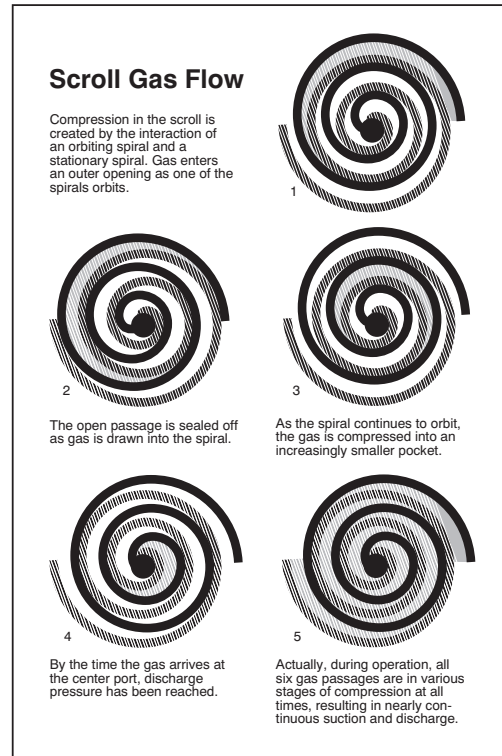 Scroll Gas Flow
Compression in the scroll is
created by the interaction of
an orbiting spiral and a
stationary spiral. Gas enters
an outer opening as one of the
spirals orbits.
1
2
The open passage is sealed off
as gas is drawn into the spiral.
3
As the spiral continues to orbit,
the gas is compressed into an
increasingly smaller pocket.
4
By the time the gas arrives at
the center port, discharge
pressure has been reached.
5
Actually, during operation, all
six gas passages are in various
stages of compression at all
times, resulting in nearly con-
tinuous suction and discharge.